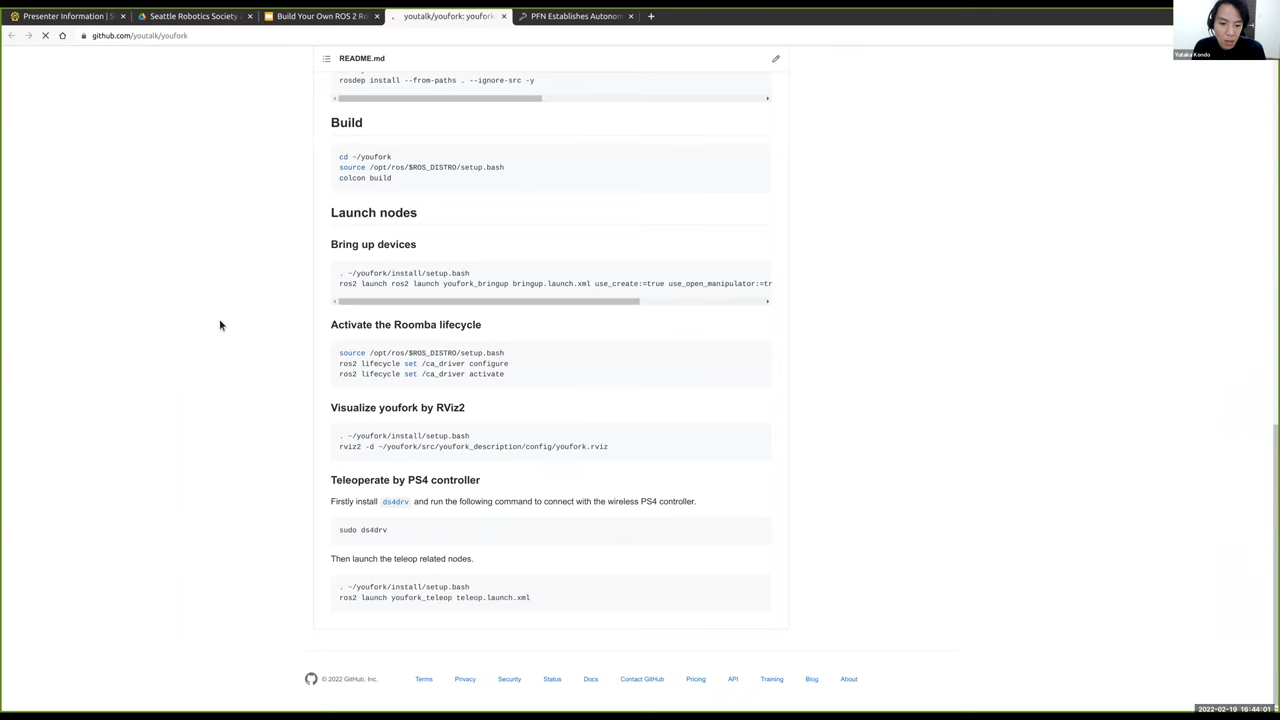 Presenter Information | S
Seattle Robotics Society
Build Your Own ROS 2 Ro
youtalk/youfork: youfork
PFN Establishes Autonom
github.com/youtalk/youfork
Yutaka Kondo
README.md
rosdep install --from-paths . --ignore-src -y
Build
cd ~/youfork
source /opt/ros/$ROS_DISTRO/setup.bash
colcon build
Launch nodes
Bring up devices
. ~/youfork/install/setup.bash
ros2 launch ros2 launch youfork_bringup bringup.launch.xml use_create:=true use_open_manipulator:=tr
Activate the Roomba lifecycle
source /opt/ros/$ROS_DISTRO/setup.bash
ros2 lifecycle set /ca_driver configure
ros2 lifecycle set /ca_driver activate
Visualize youfork by RViz2
. ~/youfork/install/setup.bash
rviz2 -d ~/youfork/src/youfork_description/config/youfork.rviz
Teleoperate by PS4 controller
Firstly install ds4drv and run the following command to connect with the wireless PS4 controller.
sudo ds4drv
Then launch the teleop related nodes.
. ~/youfork/install/setup.bash
ros2 launch youfork_teleop teleop.launch.xml
© 2022 GitHub, Inc.
Terms
Privacy
Security
Status
Docs
Contact GitHub
Pricing
API
Training
Blog
About
2022-02-19 16:44:01